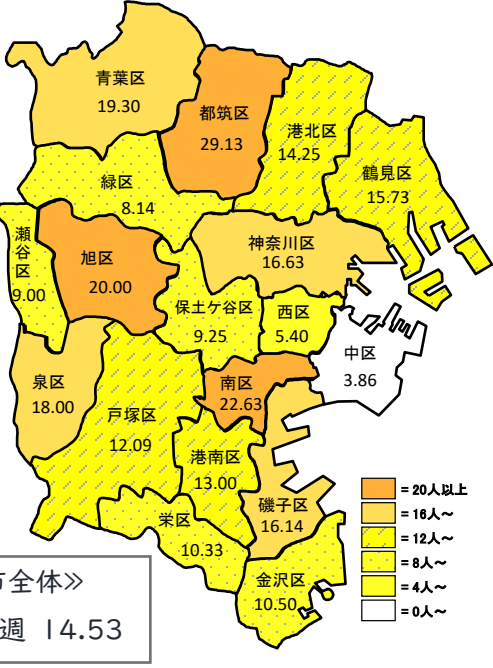 青葉区
19.30
都筑区
29.13
港北区
14.25
鶴見区
15.73
緑区
8.14
瀬谷区
9.00
旭区
20.00
神奈川区
16.63
保土ケ谷区
9.25
西区
5.40
中区
3.86
泉区
18.00
戸塚区
12.09
南区
22.63
港南区
13.00
磯子区
16.14
栄区
10.33
金沢区
10.50
=20人以上
=16人～
=12人～
=8人～
=4人～
=0人～
全体≫
週 14.53